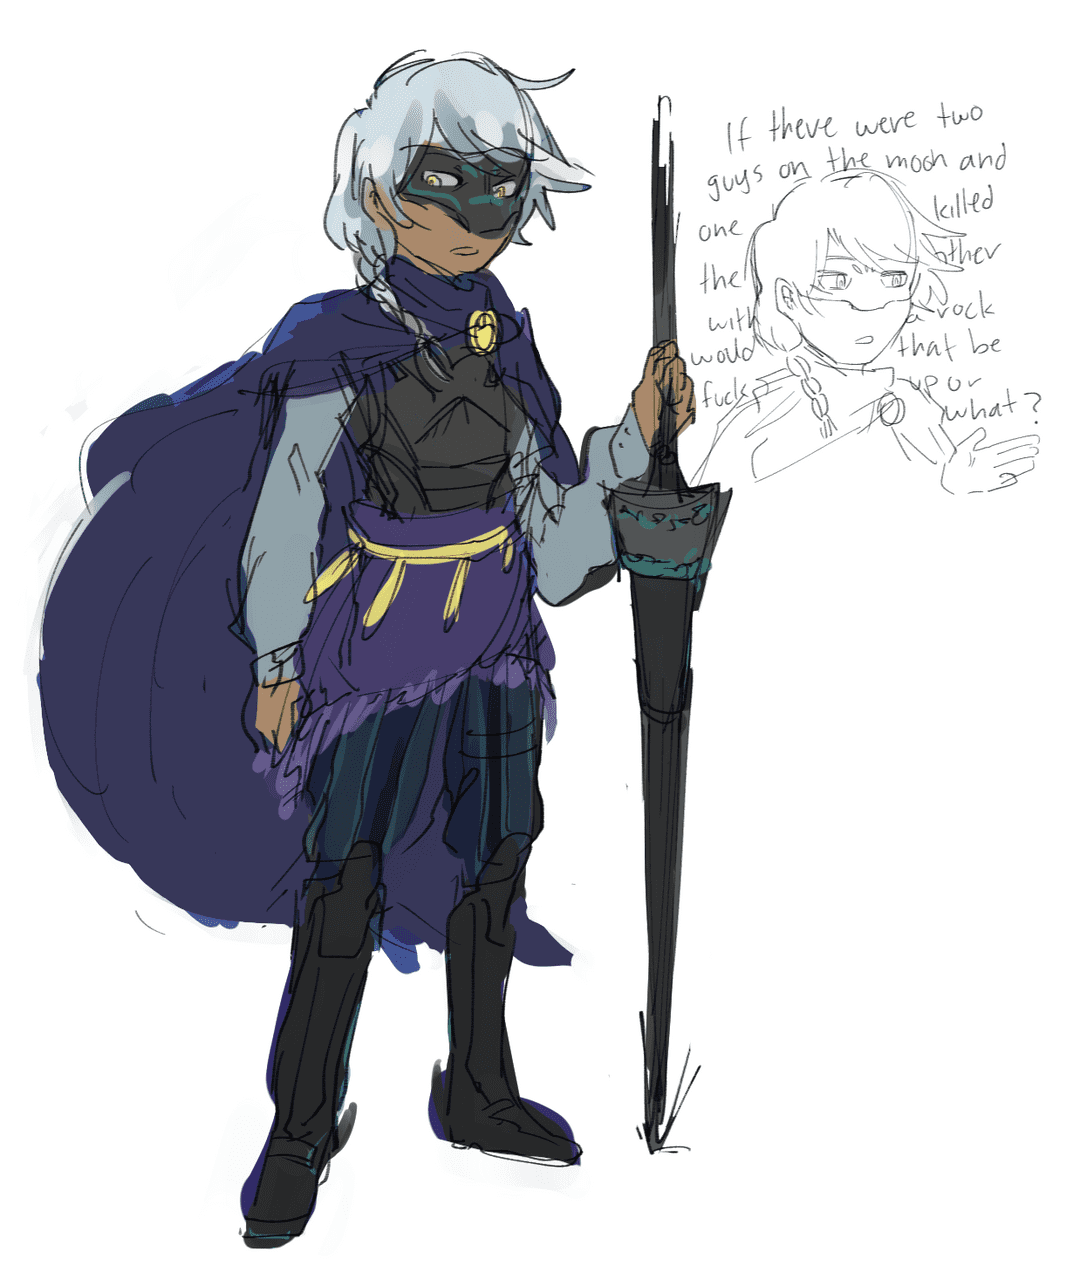 If there were two
guys on the moon and
one killed
the other
with a rock
would that be
fuckd up or
what?